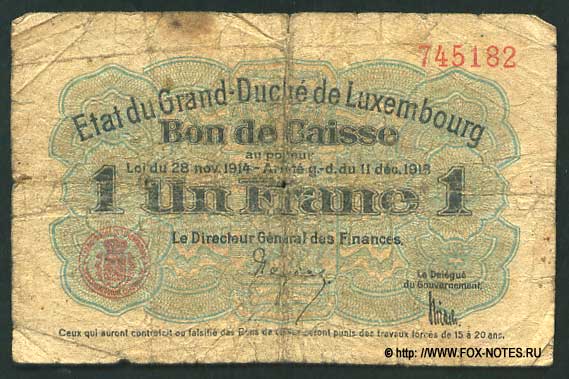 745182
Etat du Grand-Duché de Luxembourg
Bon de Caisse
au porteur
Loi du 28 nov. 1914 - Arrêté g.-d. du 11 déc. 1918
1 Un Franc 1
Le Directeur Général des Finances,
Le Délégué
du Gouvernement,
Ceux qui auront contrefait ou falsifié des Bons de caisse seront punis des travaux forcés de 15 à 20 ans.
© http://www.FOX-NOTES.RU